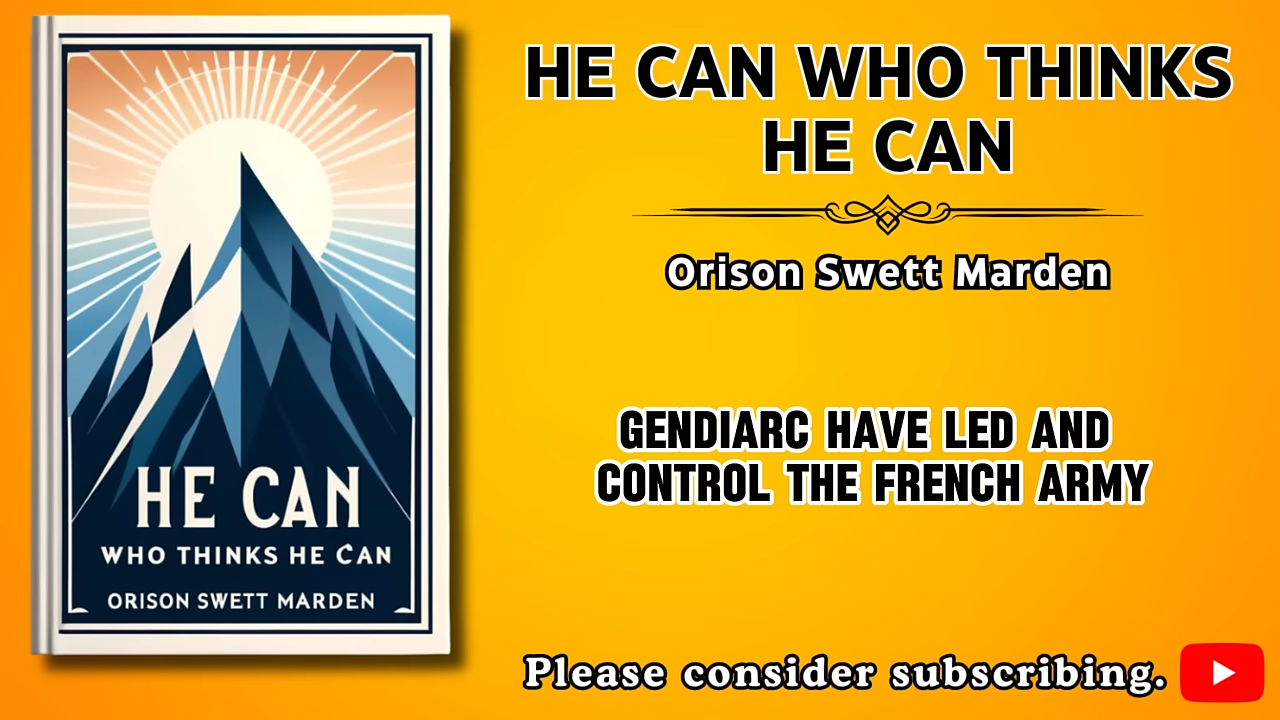 HE CAN
WHO THINKS HE CAN
ORISON SWETT MARDEN
HE CAN WHO THINKS
HE CAN
Orison Swett Marden
GENDIARC HAVE LED AND
CONTROL THE FRENCH ARMY
Please consider subscribing.